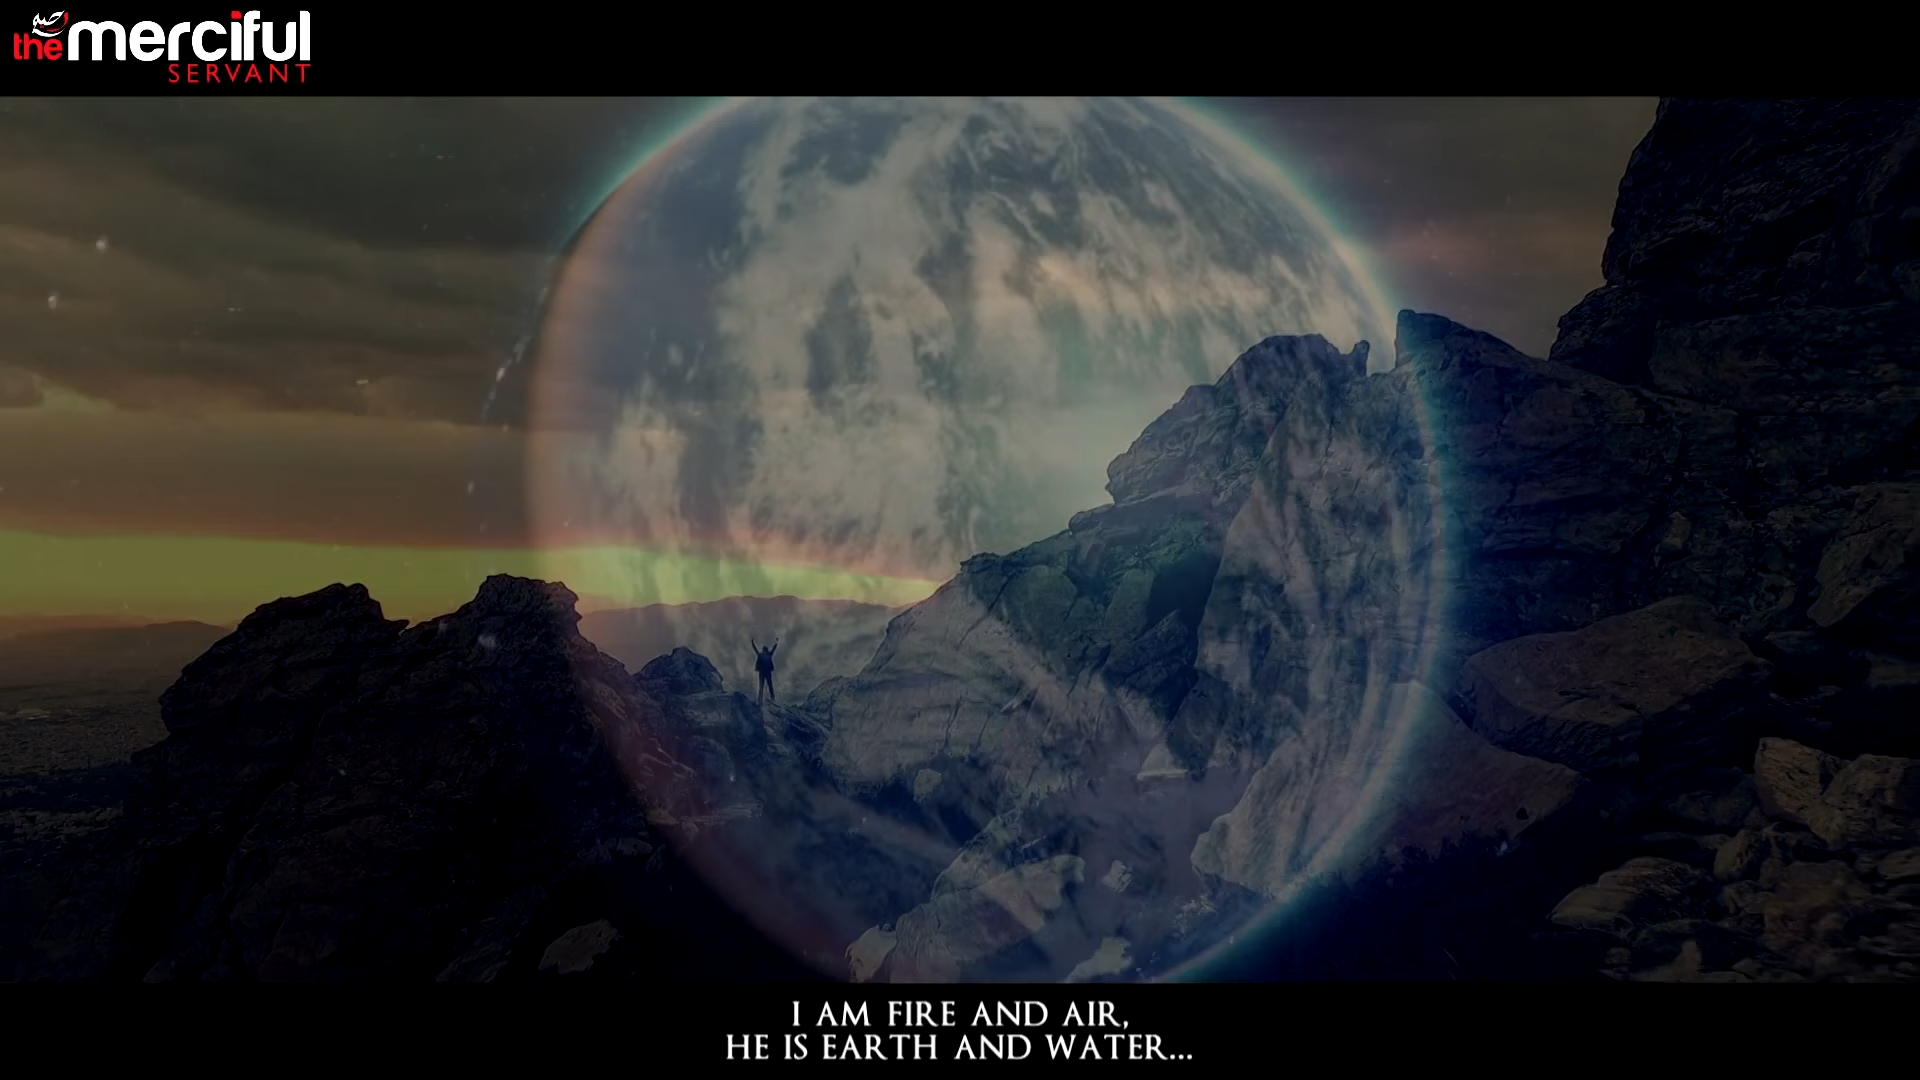 the merciful
SERVANT
I AM FIRE AND AIR,
HE IS EARTH AND WATER...